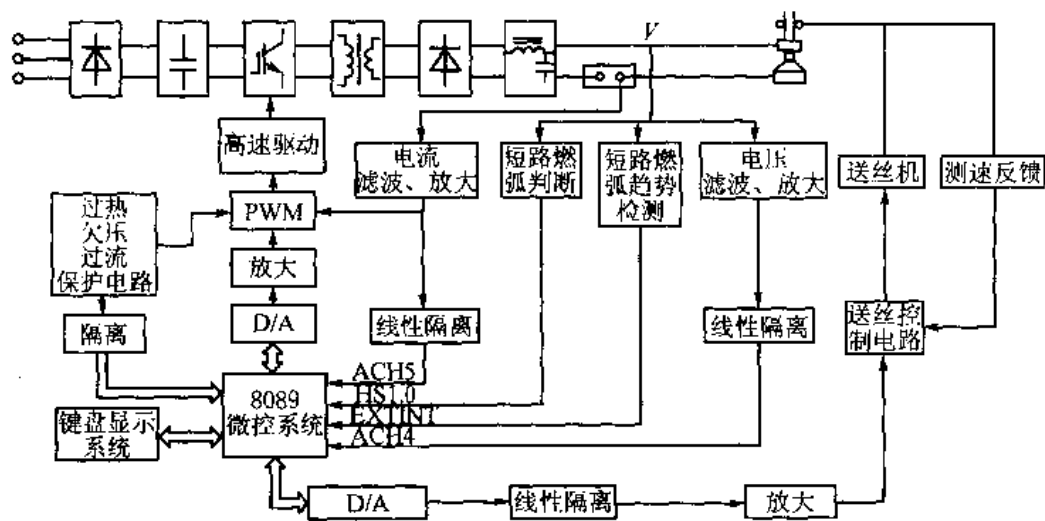 V
高速驱动
电流
滤波、放大
短路燃
弧判断
短路燃
弧趋势
检测
电压
滤波、放大
送丝机
测速反馈
过热
欠压
过流
保护电路
PWM
放大
D/A
隔离
线性隔离
线性隔离
送丝控
制电路
ACH5
HS1.0
EXTINT
ACH4
8089
微控系统
键盘显示
系统
D/A
线性隔离
放大